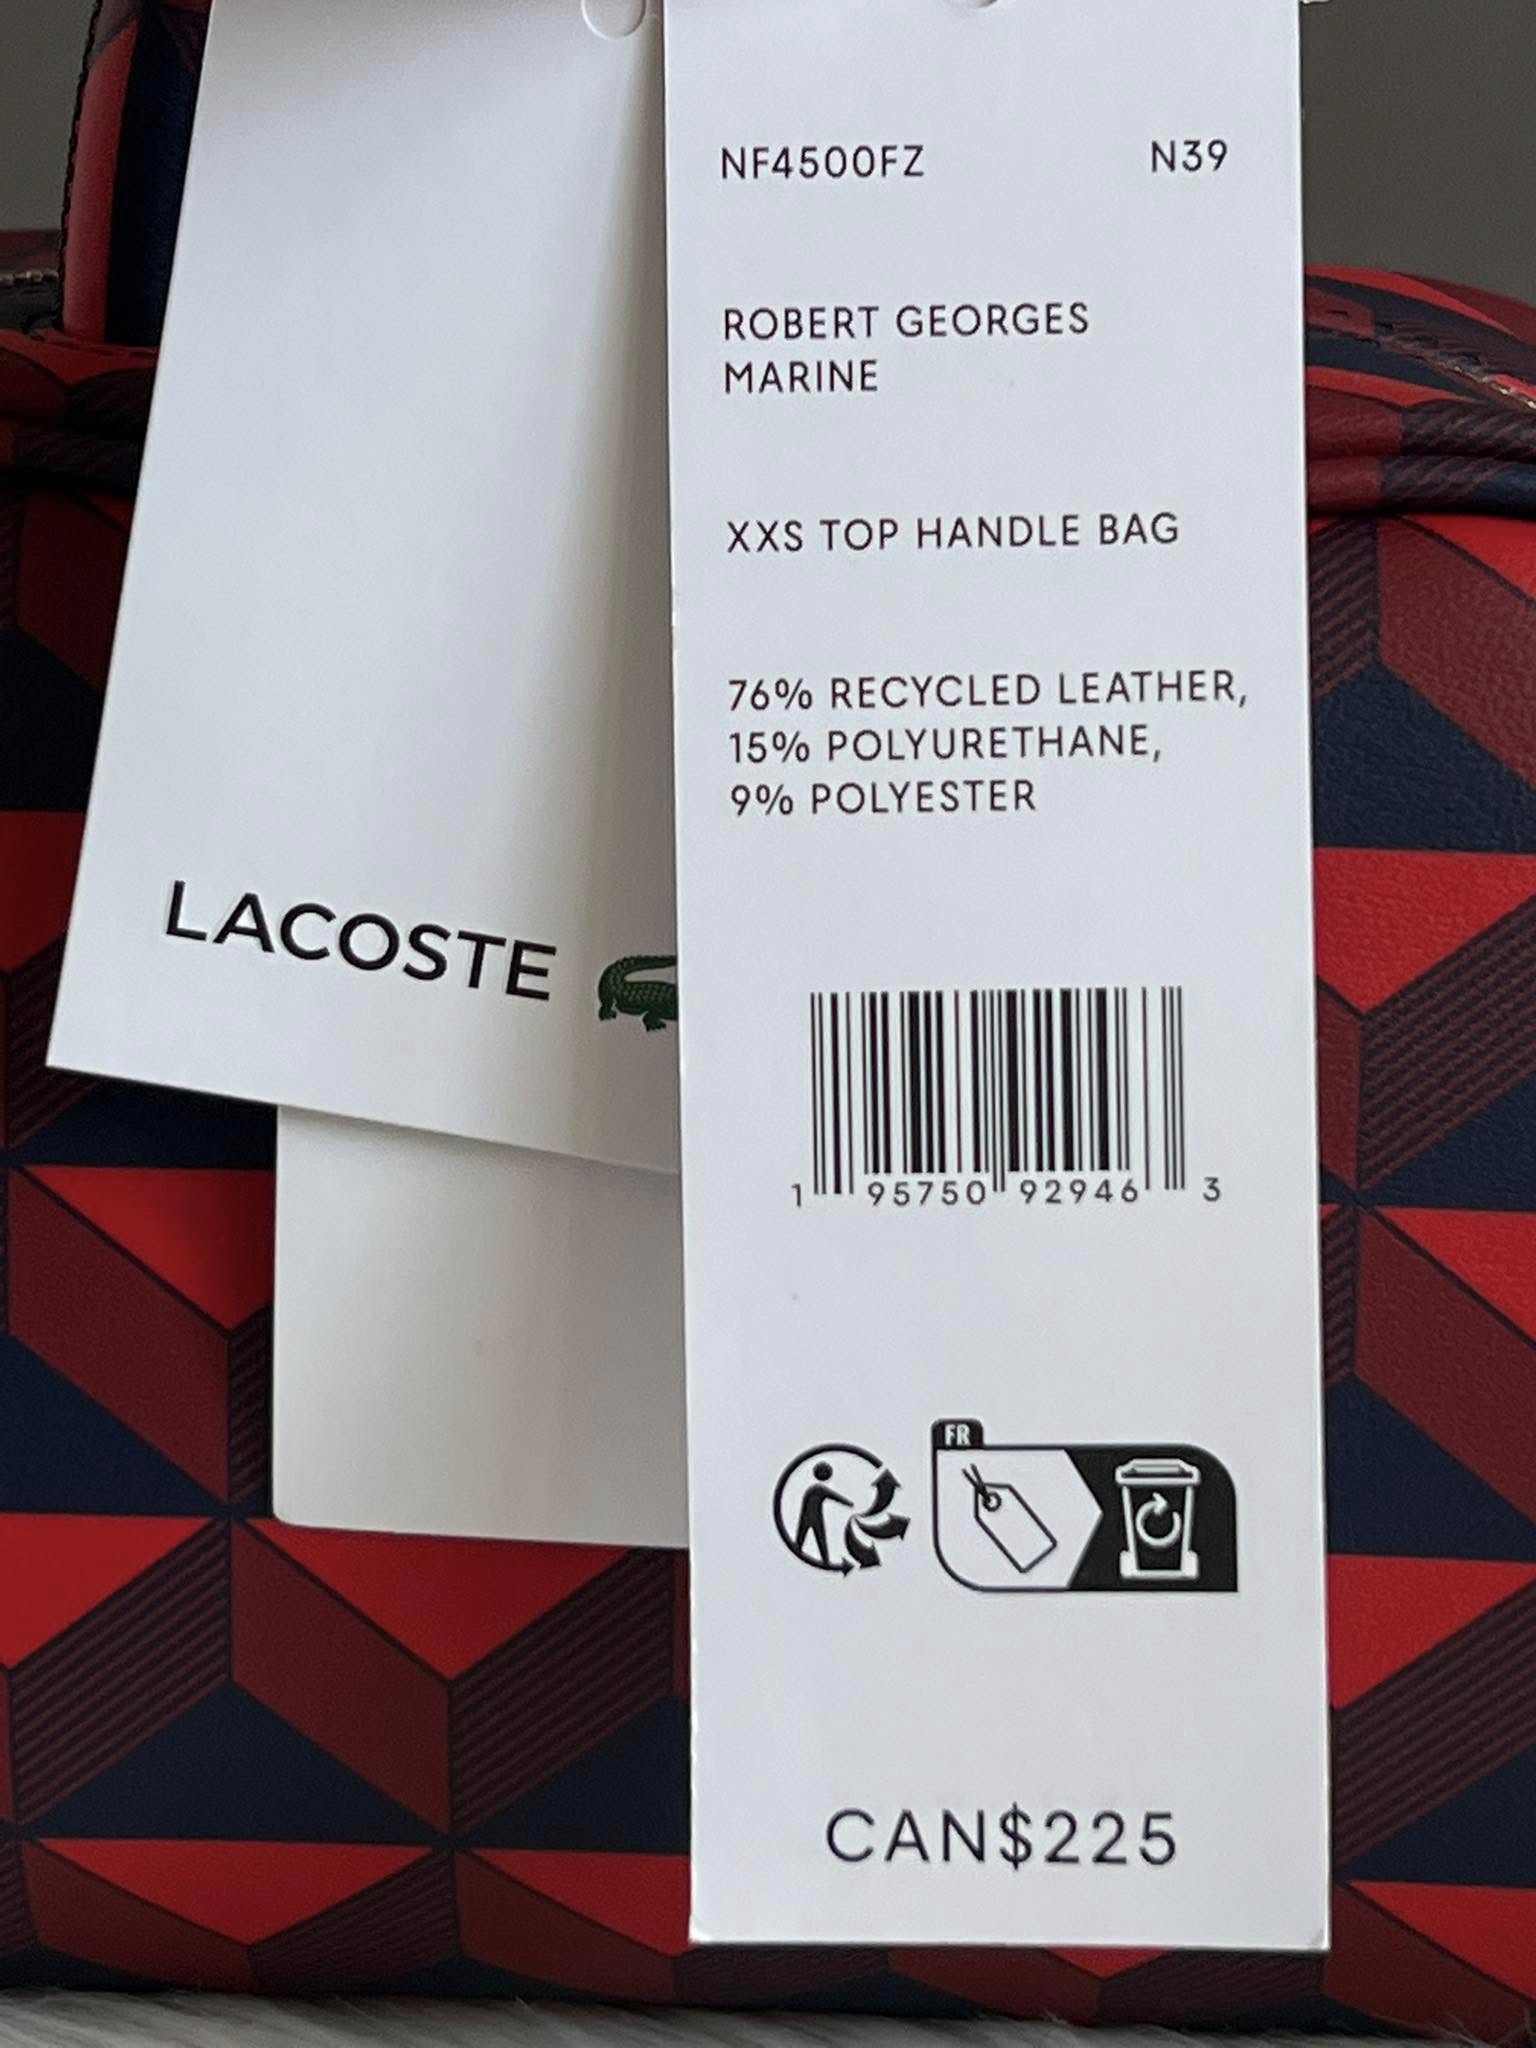 NF4500FZ N39
ROBERT GEORGES
MARINE
XXS TOP HANDLE BAG
76% RECYCLED LEATHER,
15% POLYURETHANE,
9% POLYESTER
LACOSTE
1 95750 92946 3
FR
CAN$225